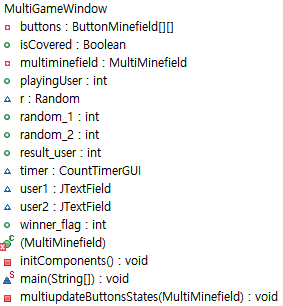 MultiGameWindow
buttons : ButtonMinefield[][]
isCovered : Boolean
multiminefield : MultiMinefield
playingUser : int
r : Random
random_1 : int
random_2 : int
result_user : int
timer : CountTimerGUI
user1 : JTextField
user2 : JTextField
winner_flag : int
C (MultiMinefield)
initComponents() : void
S main(String[]) : void
multiupdateButtonsStates(MultiMinefield) : void